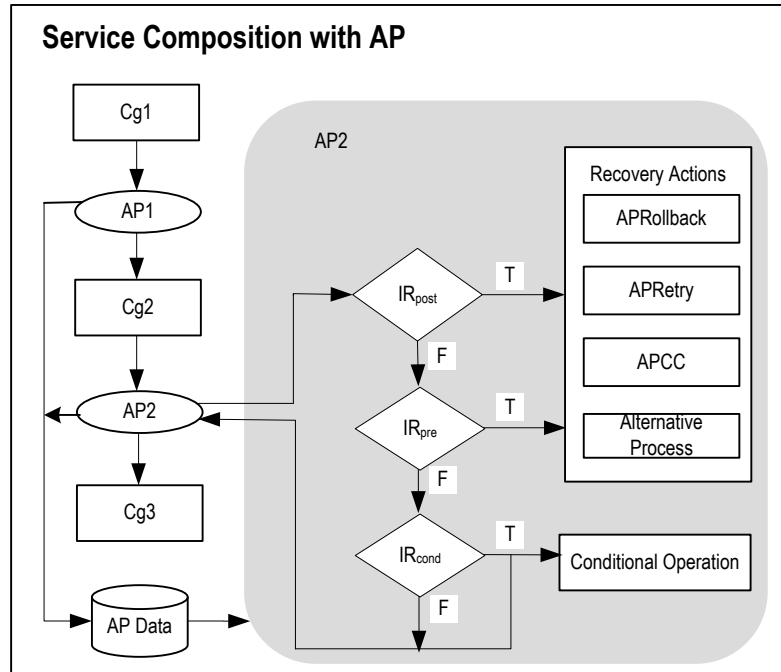 Service Composition with AP
Cg1
AP1
Cg2
AP2
Cg3
AP Data
AP2
IRpost
T
F
IRpre
T
F
IRcond
T
F
Recovery Actions
APRollback
APRetry
APCC
Alternative
Process
Conditional Operation